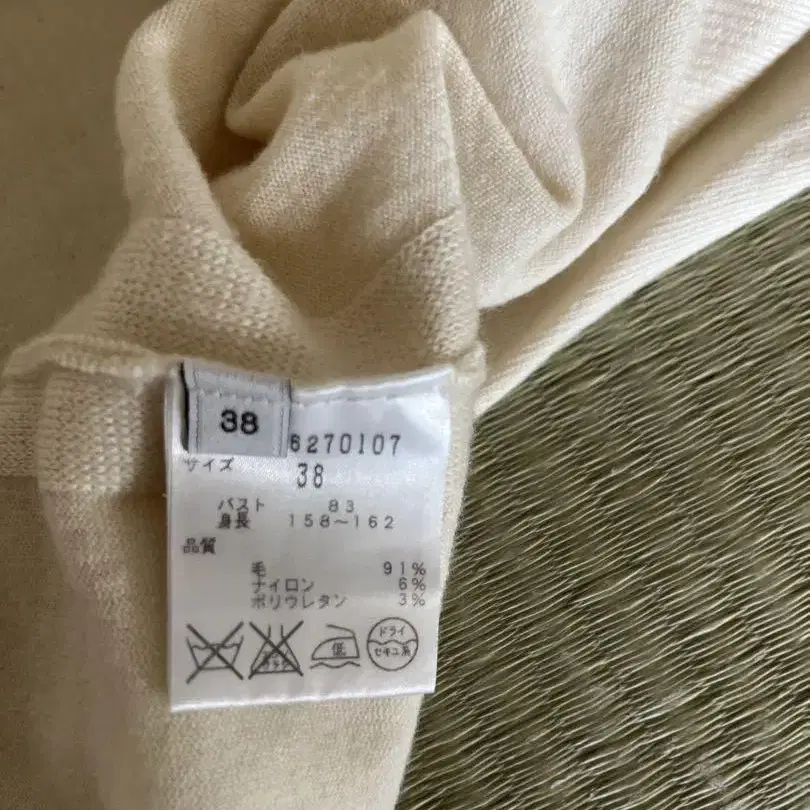 38
6270107
サイズ 38
バスト 83
身長 158～162
品質
毛 91%
ナイロン 6%
ポリウレタン 3%
低
ドライ
セキユ系